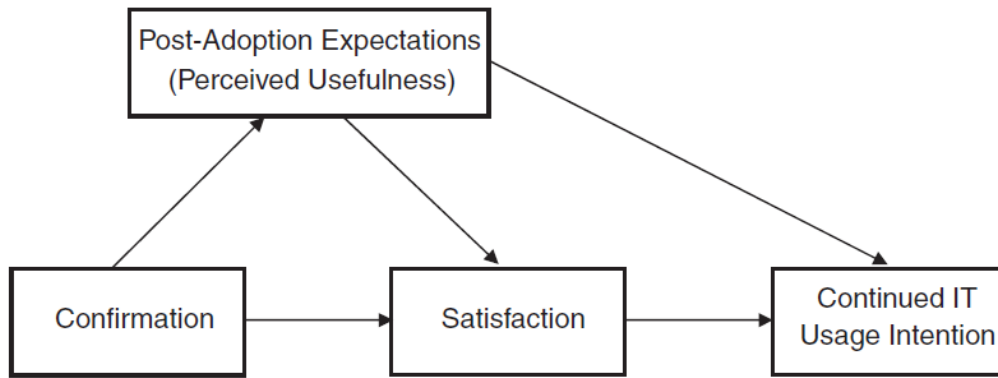 Post-Adoption Expectations
(Perceived Usefulness)
Confirmation
Satisfaction
Continued IT
Usage Intention